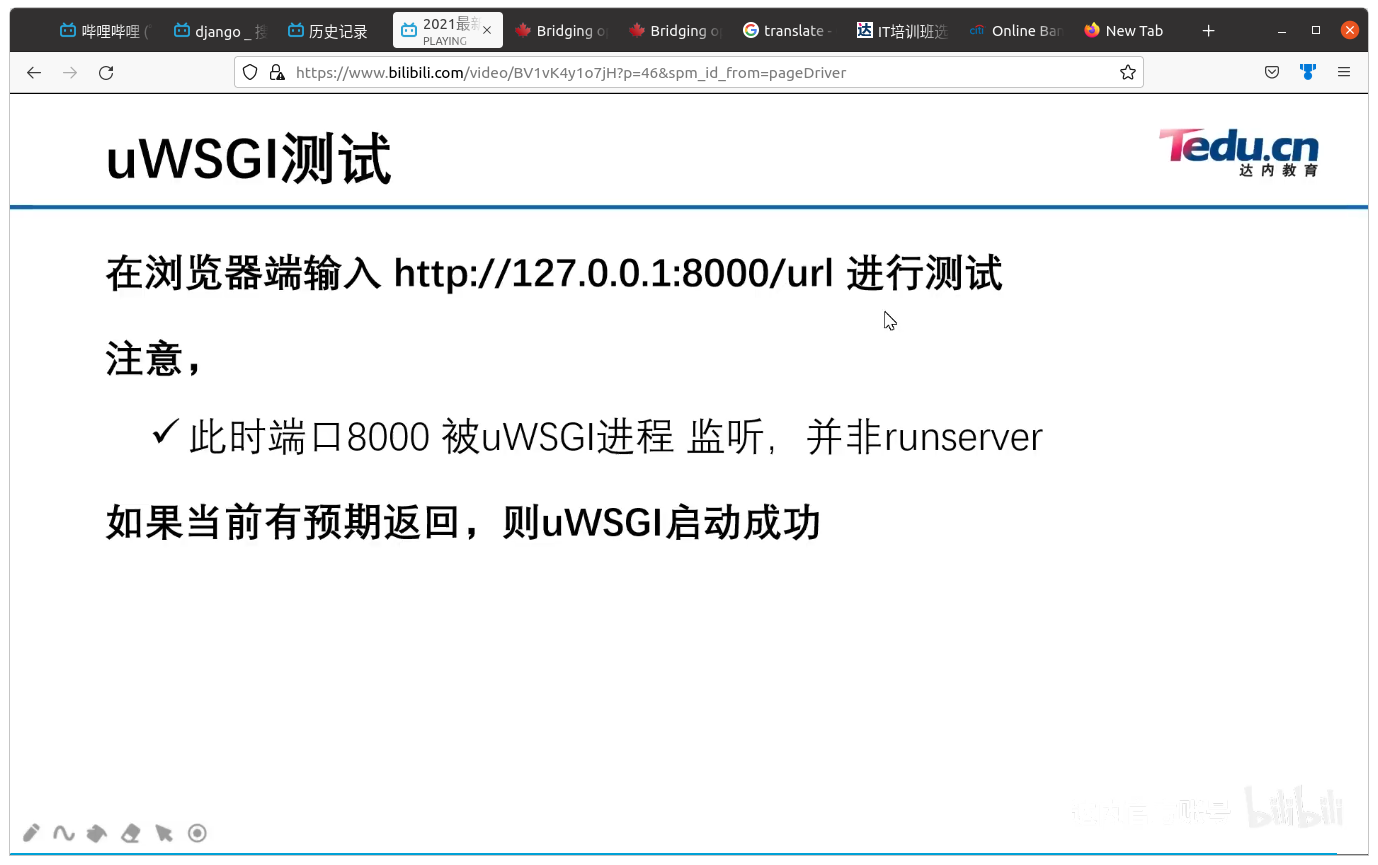 哔哩哔哩 (
django _ 搜
历史记录
2021最新
PLAYING
Bridging o
Bridging o
translate -
IT培训班选
citi
Online Ban
New Tab
https://www.bilibili.com/video/BV1vK4y1o7jH?p=46&spm_id_from=pageDriver
uWSGI测试
Tedu.cn
达内教育
在浏览器端输入 http://127.0.0.1:8000/url 进行测试
注意，
此时端口8000 被uWSGI进程 监听，并非runserver
如果当前有预期返回，则uWSGI启动成功
bilibili